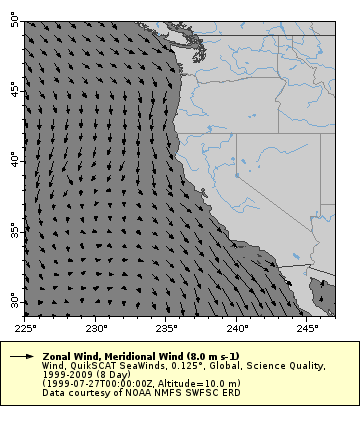 50°
45°
40°
35°
30°
225°
230°
235°
240°
245°
Zonal Wind, Meridional Wind (8.0 m s-1)
Wind, QuikSCAT SeaWinds, 0.125°, Global, Science Quality,
1999-2009 (8 Day)
(1999-07-27T00:00:00Z, Altitude=10.0 m)
Data courtesy of NOAA NMFS SWFSC ERD